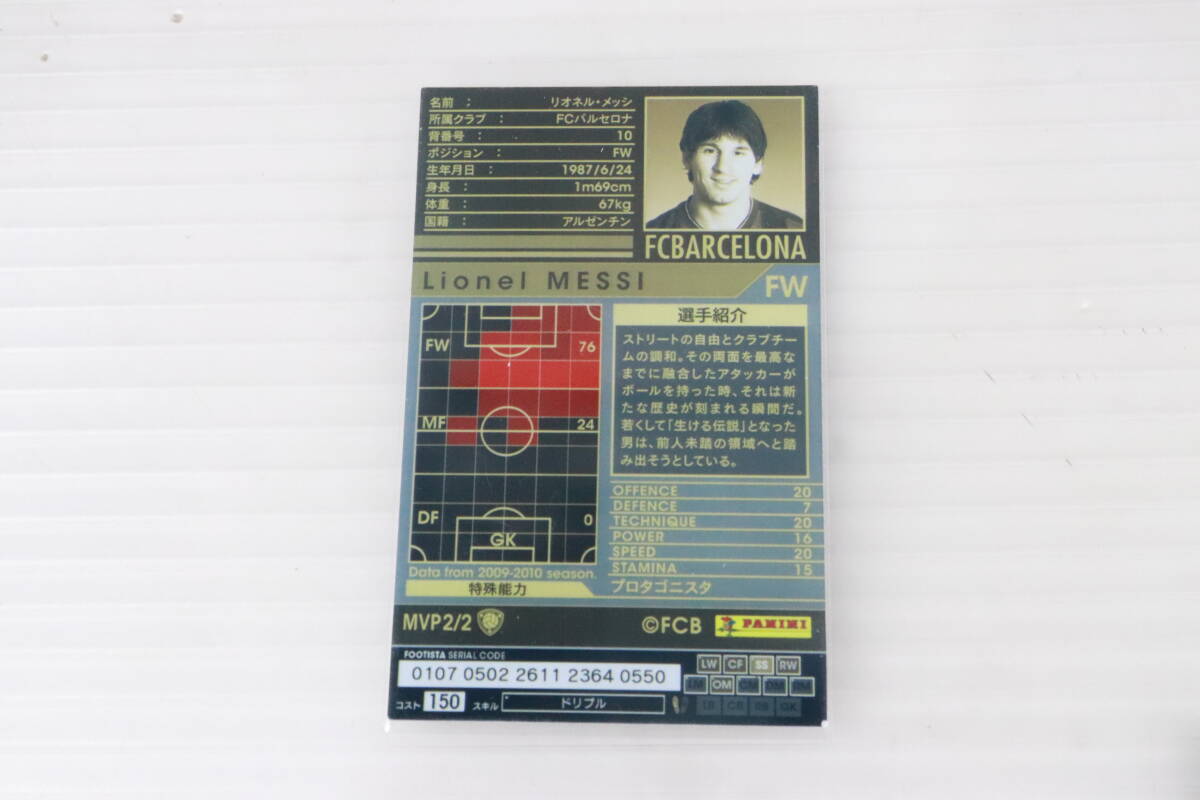 名前 : リオネル・メッシ
所属クラブ : FCバルセロナ
背番号 : 10
ポジション : FW
生年月日 : 1987/6/24
身長 : 1m69cm
体重 : 67kg
国籍 : アルゼンチン
FCBARCELONA
Lionel MESSI
FW
FW 76
MF 24
DF 0
GK
Data from 2009-2010 season.
選手紹介
ストリートの自由とクラブチー
ムの調和。その両面を最高な
までに融合したアタッカーが
ボールを持った時、それは新
たな歴史が刻まれる瞬間だ。
若くして「生ける伝説」となった
男は、前人未踏の領域へと踏
み出そうとしている。
OFFENCE 20
DEFENCE 7
TECHNIQUE 20
POWER 16
SPEED 20
STAMINA 15
特殊能力 プロタゴニスタ
MVP2/2
©FCB PANINI
FOOTISTA SERIAL CODE
0107 0502 2611 2364 0550
コスト 150 スキル ドリブル
LW CF SS RW
LM OM CM DM RM
LB CB SB GK